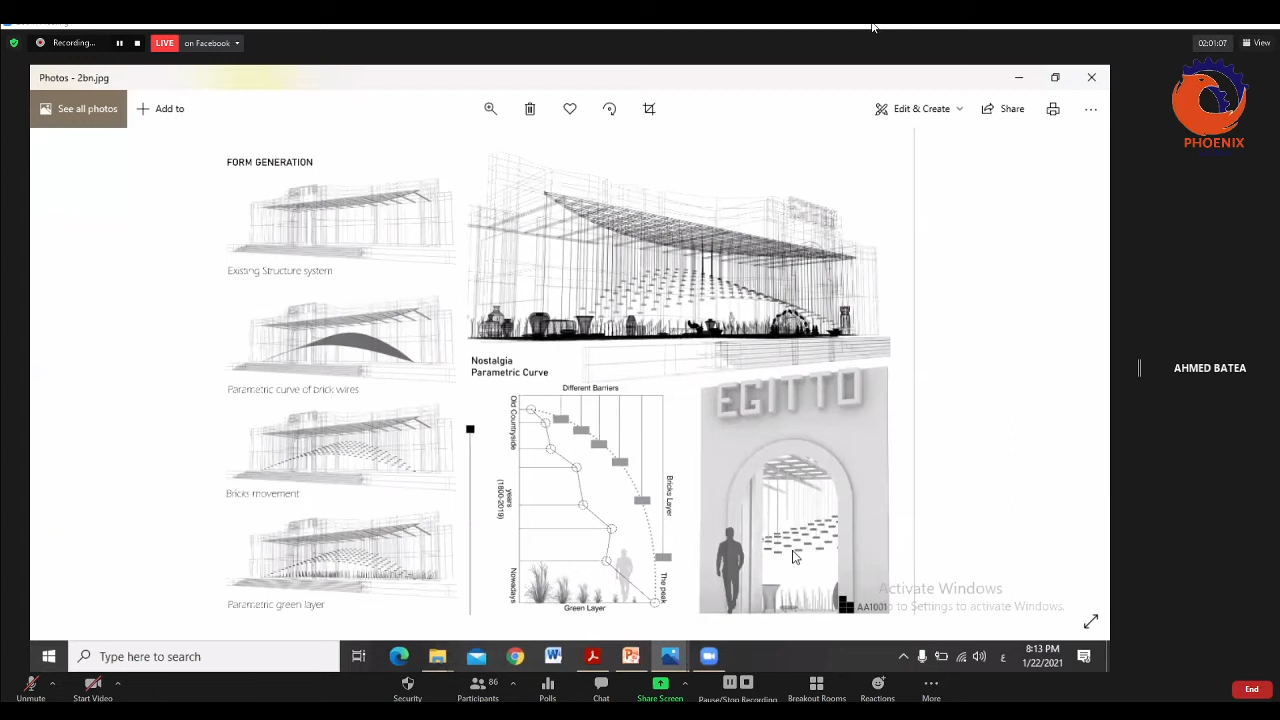 Recording...
LIVE
on Facebook
02:01:07
View
Photos - 2bn.jpg
See all photos
Add to
Edit & Create
Share
PHOENIX
FORM GENERATION
Existing Structure system
Parametric curve of brick wires
Bricks movement
Parametric green layer
Nostalgia
Parametric Curve
Different Barriers
Old Countryside
years
(1800-2019)
Nowadays
Bricks Layer
The peak
Green Layer
EGITTO
AA1001
Activate Windows
to Settings to activate Windows.
AHMED BATEA
Type here to search
ع
8:13 PM
1/22/2021
Unmute
Start Video
Security
Participants
86
Polls
Chat
Share Screen
Pause/Stop Recording
Breakout Rooms
Reactions
More
End